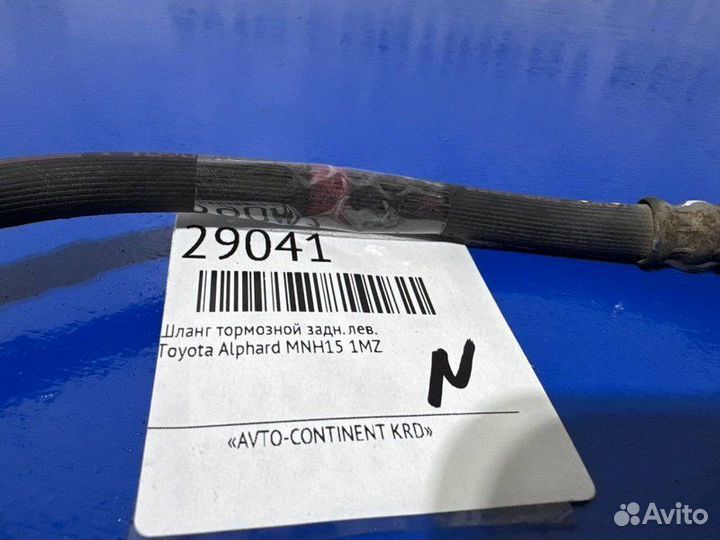 29041
Шланг тормозной задн. лев.
Toyota Alphard MNH15 1MZ
N
«AVTO-CONTINENT KRD»
Avito